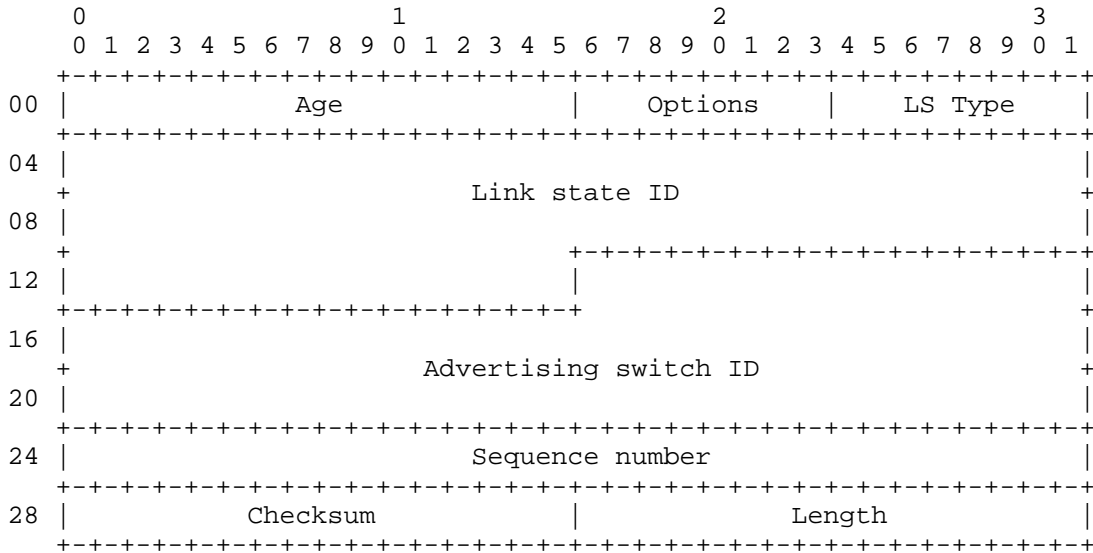 0                   1                   2                   3
    0 1 2 3 4 5 6 7 8 9 0 1 2 3 4 5 6 7 8 9 0 1 2 3 4 5 6 7 8 9 0 1
   +-+-+-+-+-+-+-+-+-+-+-+-+-+-+-+-+-+-+-+-+-+-+-+-+-+-+-+-+-+-+-+-+
00 |              Age              |    Options    |    LS Type    |
   +-+-+-+-+-+-+-+-+-+-+-+-+-+-+-+-+-+-+-+-+-+-+-+-+-+-+-+-+-+-+-+-+
04 |                                                               |
   +                         Link state ID                         +
08 |                                                               |
   +                               +-+-+-+-+-+-+-+-+-+-+-+-+-+-+-+-+
12 |                               |                               |
   +-+-+-+-+-+-+-+-+-+-+-+-+-+-+-+-+                               +
16 |                                                               |
   +                      Advertising switch ID                    +
20 |                                                               |
   +-+-+-+-+-+-+-+-+-+-+-+-+-+-+-+-+-+-+-+-+-+-+-+-+-+-+-+-+-+-+-+-+
24 |                         Sequence number                       |
   +-+-+-+-+-+-+-+-+-+-+-+-+-+-+-+-+-+-+-+-+-+-+-+-+-+-+-+-+-+-+-+-+
28 |           Checksum            |             Length            |
   +-+-+-+-+-+-+-+-+-+-+-+-+-+-+-+-+-+-+-+-+-+-+-+-+-+-+-+-+-+-+-+-+